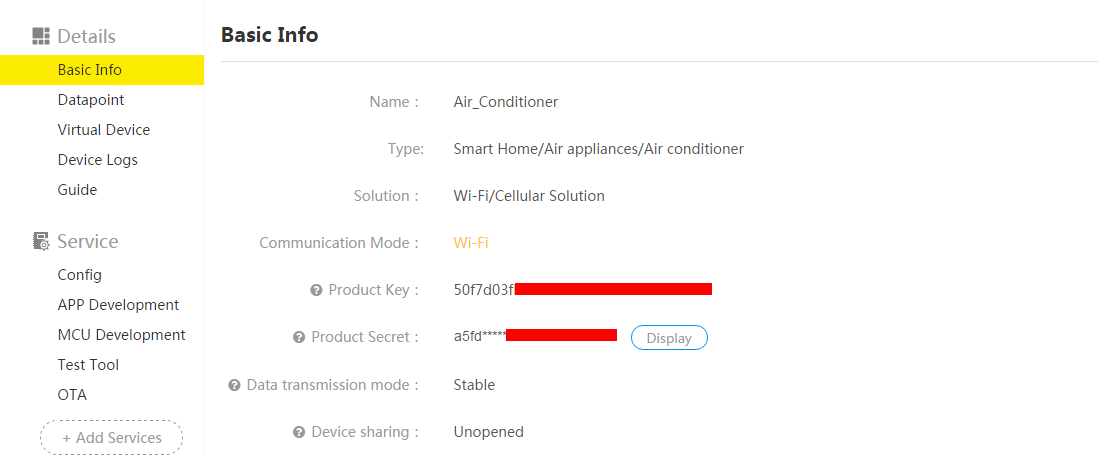 Details
Basic Info
Datapoint
Virtual Device
Device Logs
Guide
Service
Config
APP Development
MCU Development
Test Tool
OTA
+ Add Services
Basic Info
Name : Air_Conditioner
Type: Smart Home/Air appliances/Air conditioner
Solution : Wi-Fi/Cellular Solution
Communication Mode : Wi-Fi
? Product Key : 50f7d03f
? Product Secret : a5fd***** Display
? Data transmission mode : Stable
? Device sharing : Unopened